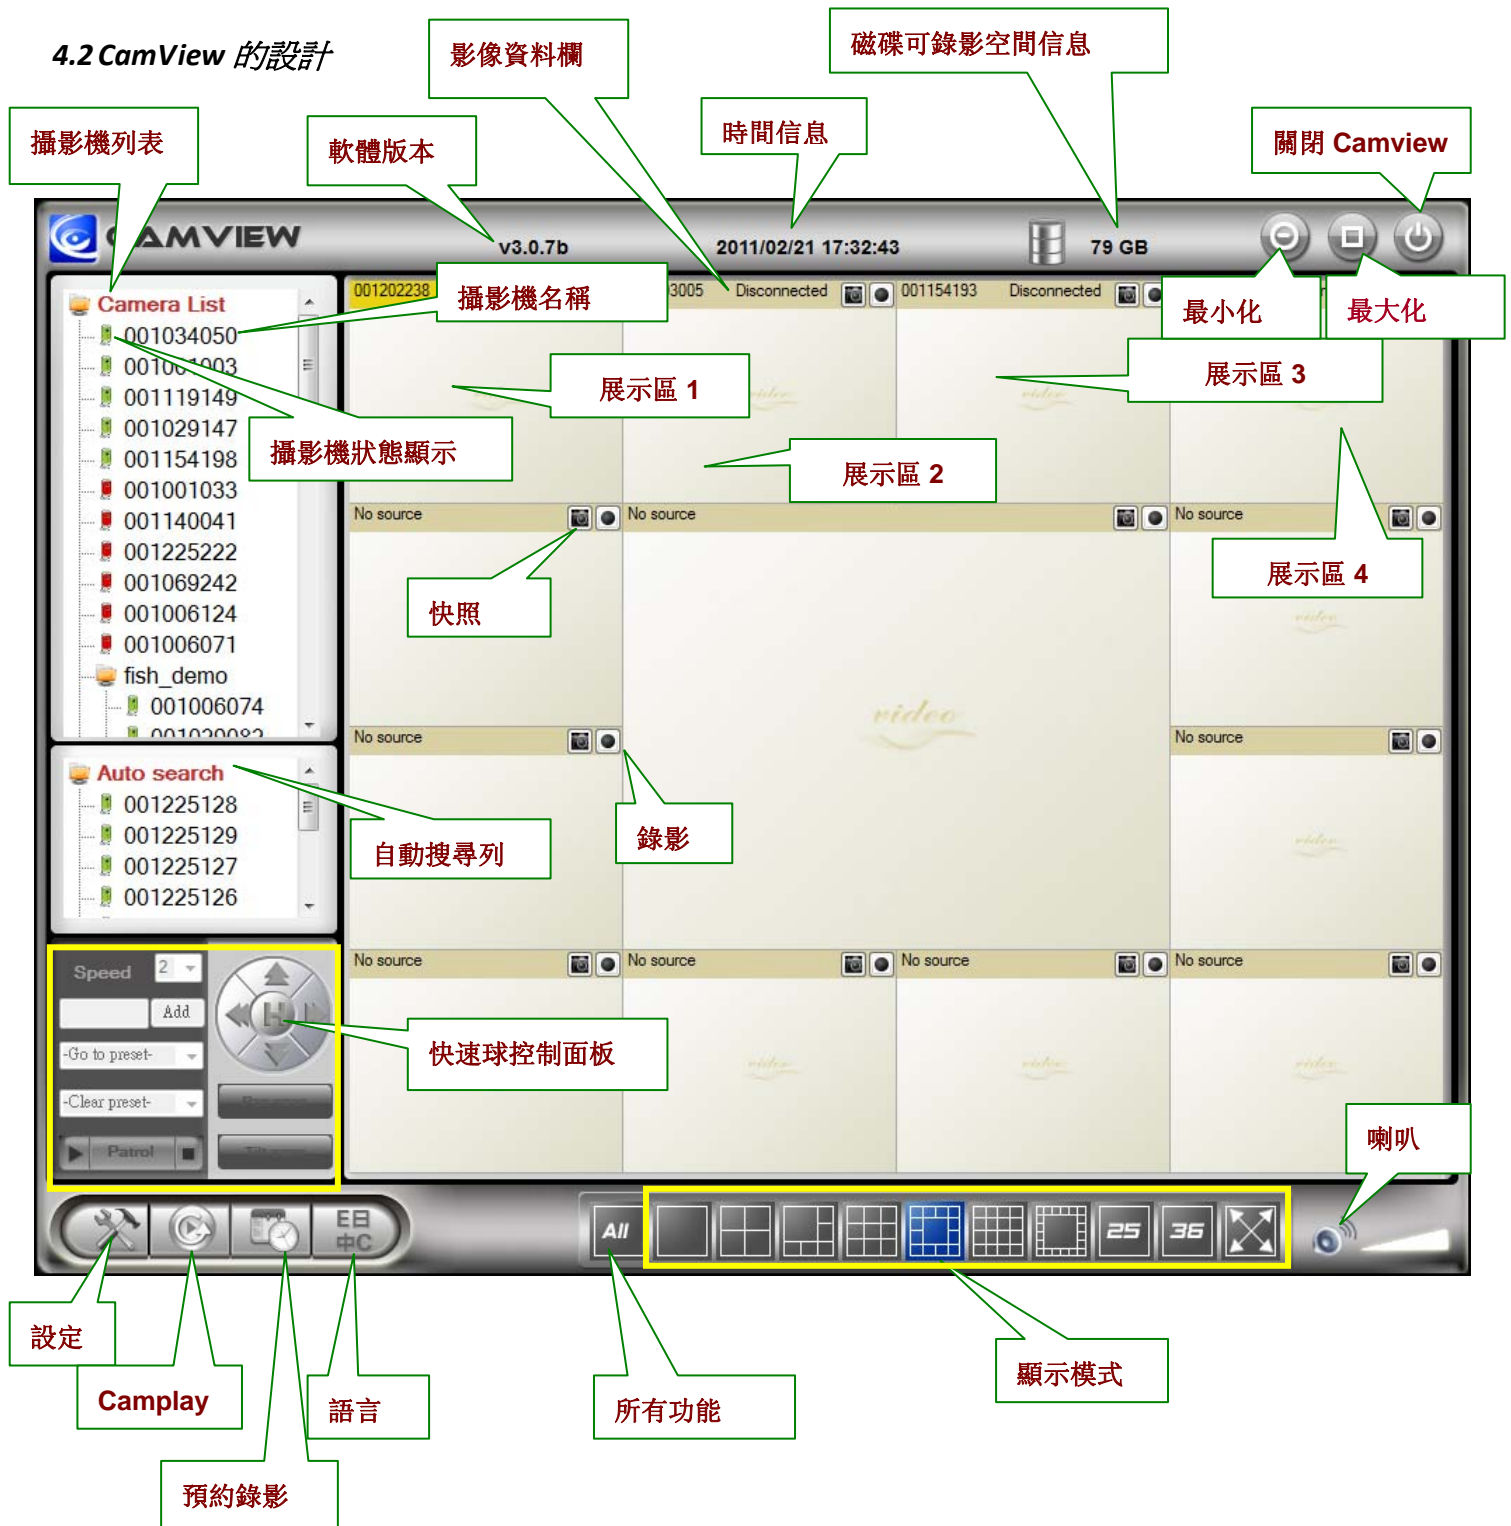 4.2 CamView 的設計
影像資料欄
磁碟可錄影空間信息
攝影機列表
軟體版本
時間信息
關閉 Camview
CAMVIEW
v3.0.7b
2011/02/21 17:32:43
79 GB
最小化
最大化
Camera List
001034050
001119149
001029147
001154198
001001033
001140041
001225222
001069242
001006124
001006071
fish_demo
001006074
攝影機名稱
攝影機狀態顯示
001202238
Disconnected
001154193 Disconnected
展示區 1
展示區 2
展示區 3
展示區 4
No source
No source
No source
快照
video
No source
No source
錄影
Auto search
001225128
001225129
001225127
001225126
自動搜尋列
No source
No source
No source
No source
Speed 2
Add
-Go to preset-
-Clear preset-
Patrol
H
快速球控制面板
喇叭
E日
中C
All
25
36
設定
Camplay
預約錄影
語言
所有功能
顯示模式